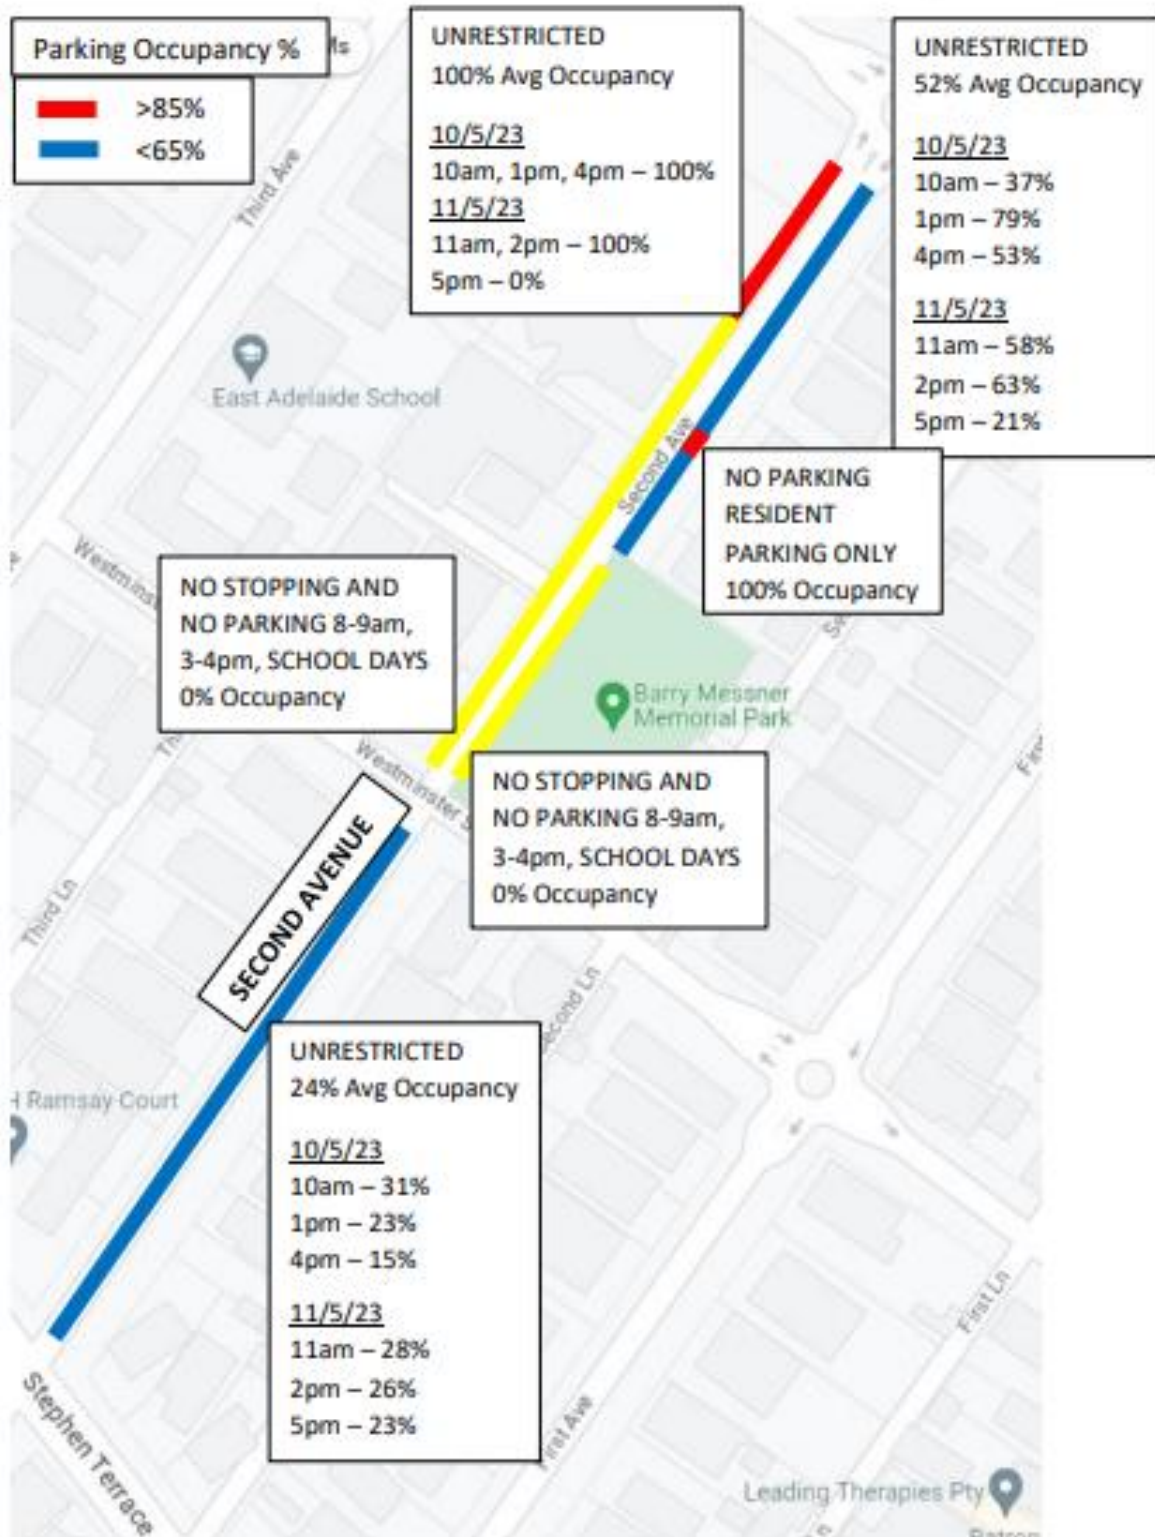 Parking Occupancy %
>85%
<65%
UNRESTRICTED
100% Avg Occupancy
10/5/23
10am, 1pm, 4pm – 100%
11/5/23
11am, 2pm – 100%
5pm – 0%
UNRESTRICTED
52% Avg Occupancy
10/5/23
10am – 37%
1pm – 79%
4pm – 53%
11/5/23
11am – 58%
2pm – 63%
5pm – 21%
Third Ave
East Adelaide School
Second Ave
NO PARKING
RESIDENT
PARKING ONLY
100% Occupancy
NO STOPPING AND
NO PARKING 8-9am,
3-4pm, SCHOOL DAYS
0% Occupancy
Barry Messner
Memorial Park
Westminster
NO STOPPING AND
NO PARKING 8-9am,
3-4pm, SCHOOL DAYS
0% Occupancy
SECOND AVENUE
Third Ln
Second Ln
UNRESTRICTED
24% Avg Occupancy
10/5/23
10am – 31%
1pm – 23%
4pm – 15%
11/5/23
11am – 28%
2pm – 26%
5pm – 23%
H Ramsay Court
First Ln
Stephen Terrace
First Ave
Leading Therapies Pty